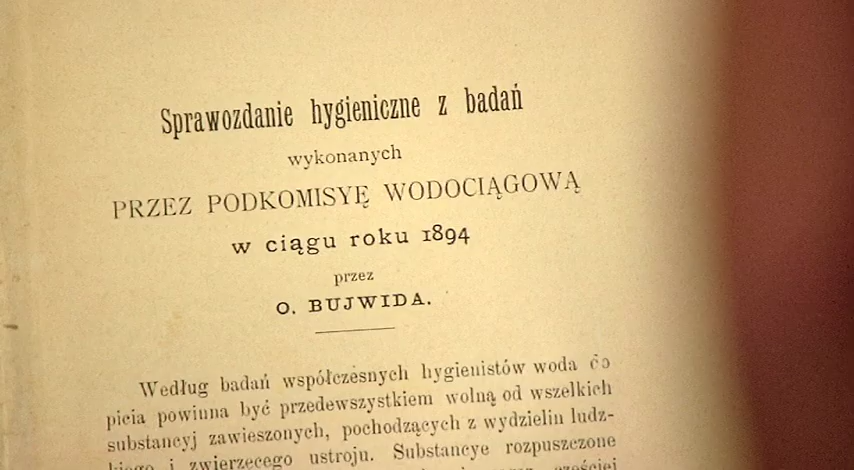 Sprawozdanie hygieniczne z badań
wykonanych
PRZEZ PODKOMISYĘ WODOCIĄGOWĄ
w ciągu roku 1894
przez
O. BUJWIDA.
Według badań współczesnych hygienistów woda do
picia powinna być przedewszystkiem wolną od wszelkich
substancyj zawieszonych, pochodzących z wydzielin ludz-
kiego i zwierzęcego ustroju. Substancye rozpuszczone